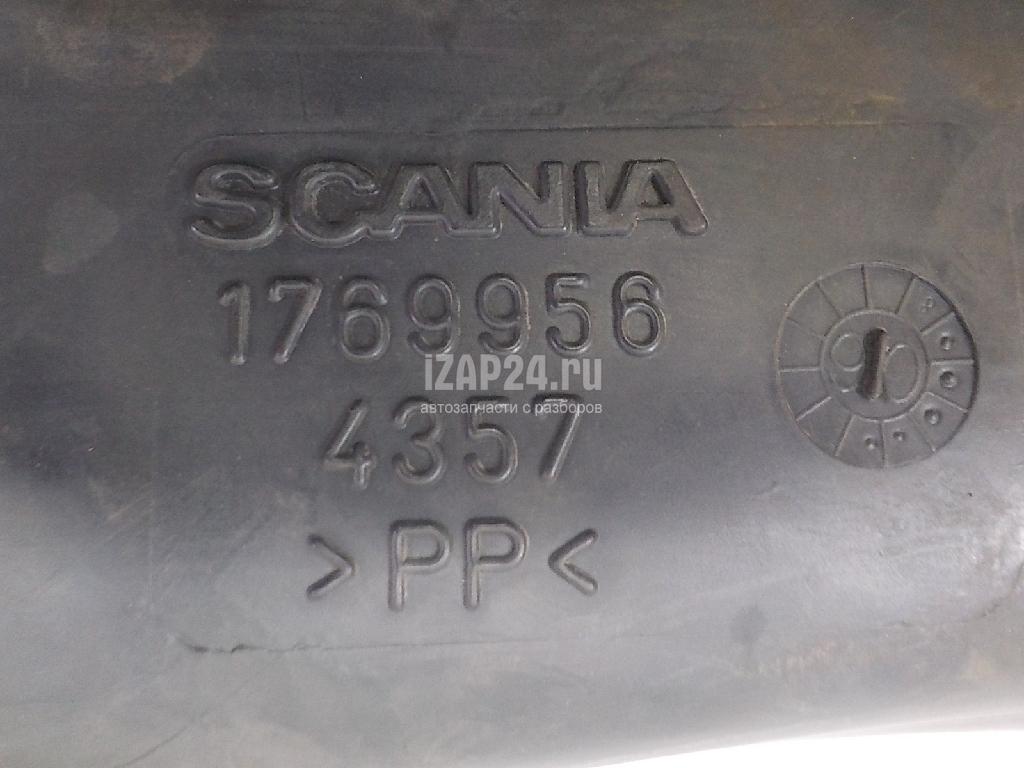 SCANIA
1769956
iZAP24.ru
автозапчасти с разборов
4357
>PP<